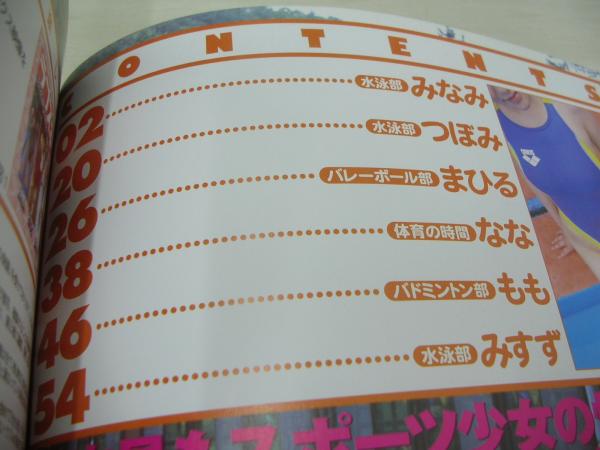 CONTENTS
02 水泳部 みなみ
20 水泳部 つぼみ
26 バレーボール部 まひる
38 体育の時間 なな
46 バドミントン部 もも
54 水泳部 みすず
スポーツ少女の